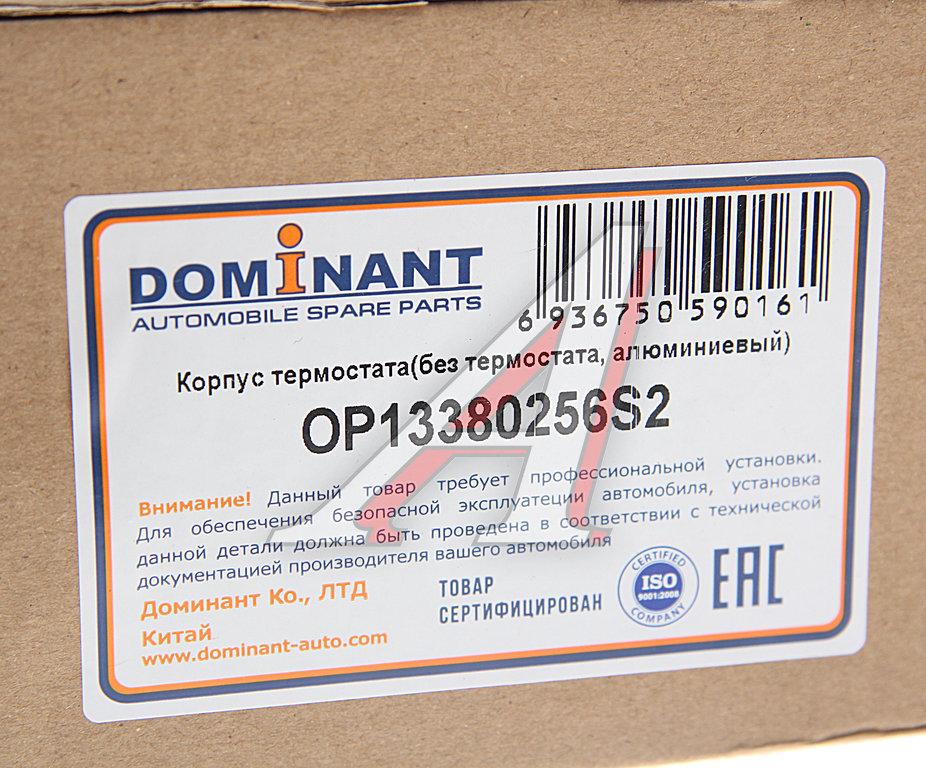 DOMiNANT
AUTOMOBILE SPARE PARTS
6 936750 590161
Корпус термостата(без термостата, алюминиевый)
OP13380256S2
Внимание! Данный товар требует профессиональной установки.
Для обеспечения безопасной эксплуатеции автомобиля, установка
данной детали должна быть проведена в соответствии с технической
документацией производителя вашего автомобиля
Доминант Ко., ЛТД
Китай
www.dominant-auto.com
ТОВАР
СЕРТИФИЦИРОВАН
CERTIFIED
ISO
9001:2008
COMPANY
EAC